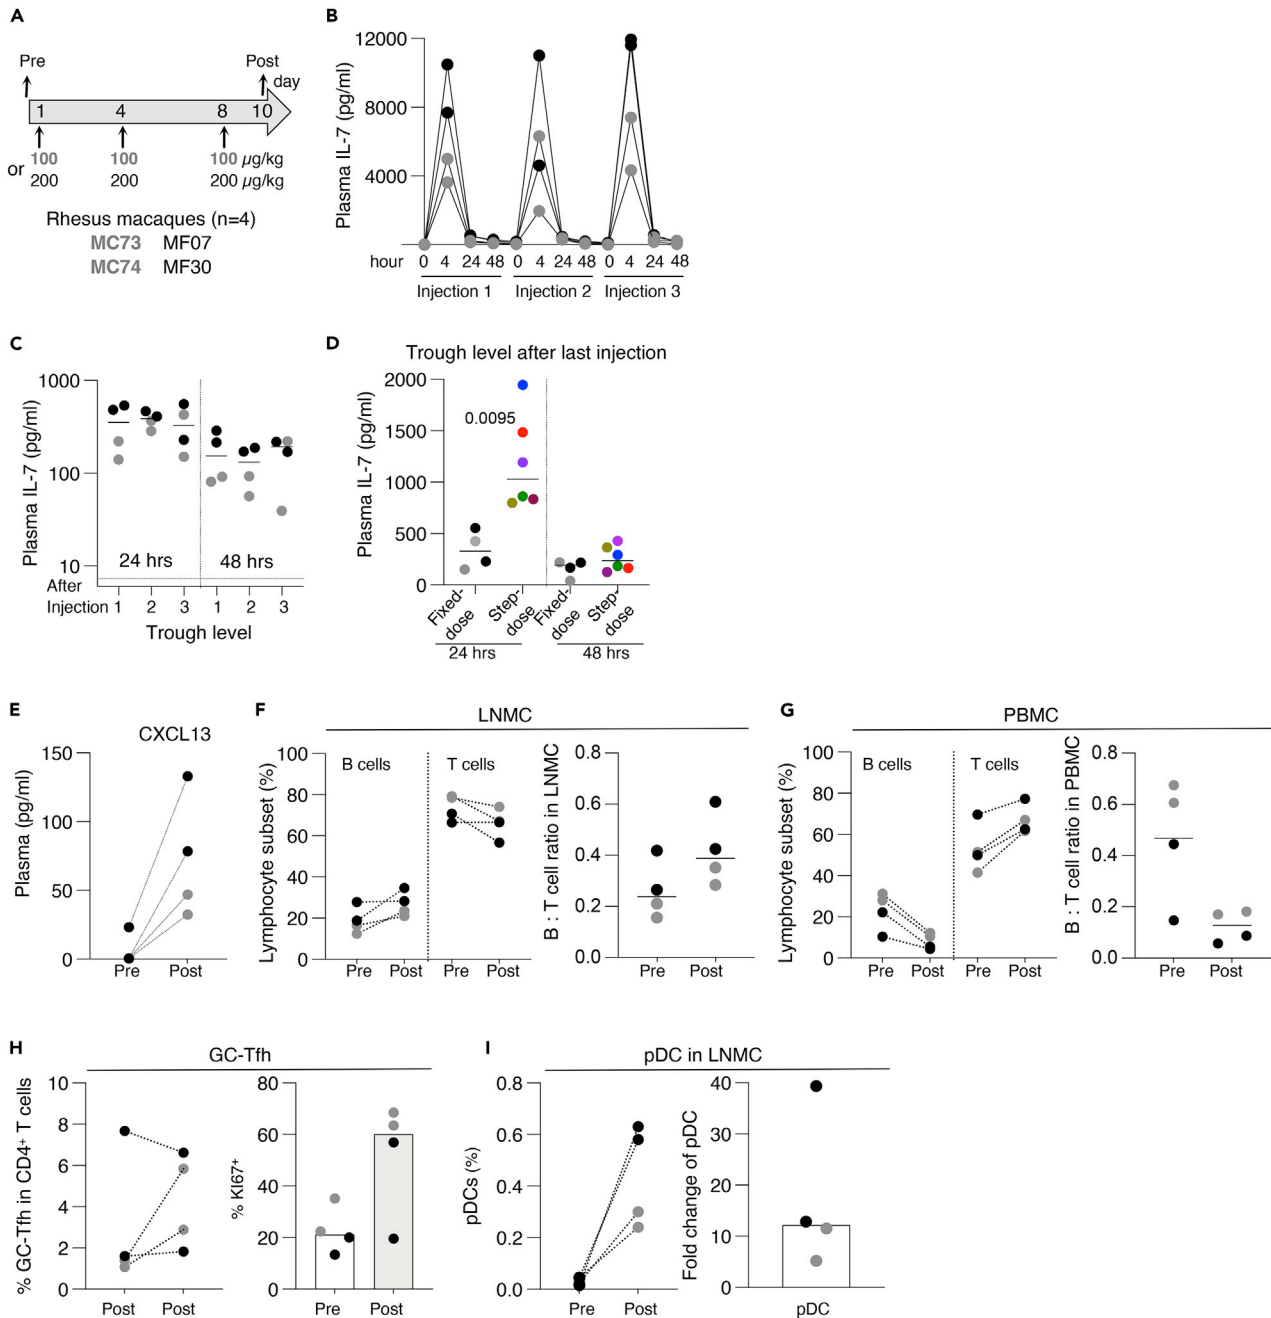 A
Pre
Post
day
1 4 8 10
or
100 100 100 µg/kg
200 200 200 µg/kg
Rhesus macaques (n=4)
MC73 MF07
MC74 MF30
B
Plasma IL-7 (pg/ml)
12000
8000
4000
hour 0 4 24 48 0 4 24 48 0 4 24 48
Injection 1 Injection 2 Injection 3
C
Plasma IL-7 (pg/ml)
1000
100
10
24 hrs 48 hrs
After
Injection 1 2 3 1 2 3
Trough level
D
Trough level after last injection
Plasma IL-7 (pg/ml)
2000
1500
1000
500
0
0.0095
Fixed-dose Step-dose Fixed-dose Step-dose
24 hrs 48 hrs
E
CXCL13
Plasma (pg/ml)
150
100
50
0
Pre Post
F
LNMC
Lymphocyte subset (%)
100
80
60
40
20
0
B cells T cells
Pre Post Pre Post
B : T cell ratio in LNMC
0.8
0.6
0.4
0.2
0.0
Pre Post
G
PBMC
Lymphocyte subset (%)
100
80
60
40
20
0
B cells T cells
Pre Post Pre Post
B : T cell ratio in PBMC
0.8
0.6
0.4
0.2
0.0
Pre Post
H
GC-Tfh
% GC-Tfh in CD4+ T cells
10
8
6
4
2
0
Post Post
% KI67+
80
60
40
20
0
Pre Post
I
pDC in LNMC
pDCs (%)
0.8
0.6
0.4
0.2
0.0
Pre Post
Fold change of pDC
40
30
20
10
0
pDC